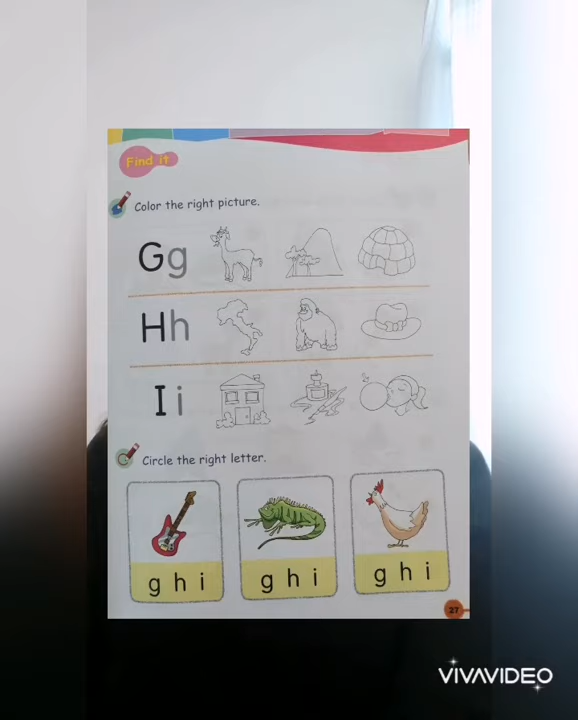 Find it
Color the right picture.
Gg
Hh
Ii
Circle the right letter.
g h i
g h i
g h i
27
VIVAVIDEO